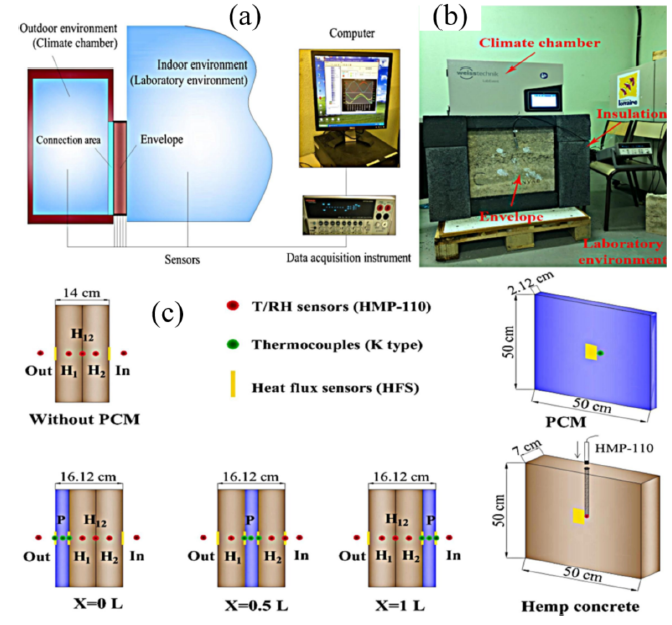 (a)
Outdoor environment
(Climate chamber)
Indoor environment
(Laboratory environment)
Connection area
Envelope
Sensors
Computer
Data acquisition instrument
(b)
Climate chamber
weisstechnik
Insulation
Envelope
Laboratory
environment
(c)
14 cm
H12
H1
H2
Out
In
Without PCM
T/RH sensors (HMP-110)
Thermocouples (K type)
Heat flux sensors (HFS)
2.12 cm
50 cm
50 cm
PCM
16.12 cm
P
H12
H1
H2
Out
In
X=0 L
16.12 cm
P
H1
H2
Out
In
X=0.5 L
16.12 cm
H12
P
H1
H2
Out
In
X=1 L
7 cm
HMP-110
50 cm
50 cm
Hemp concrete